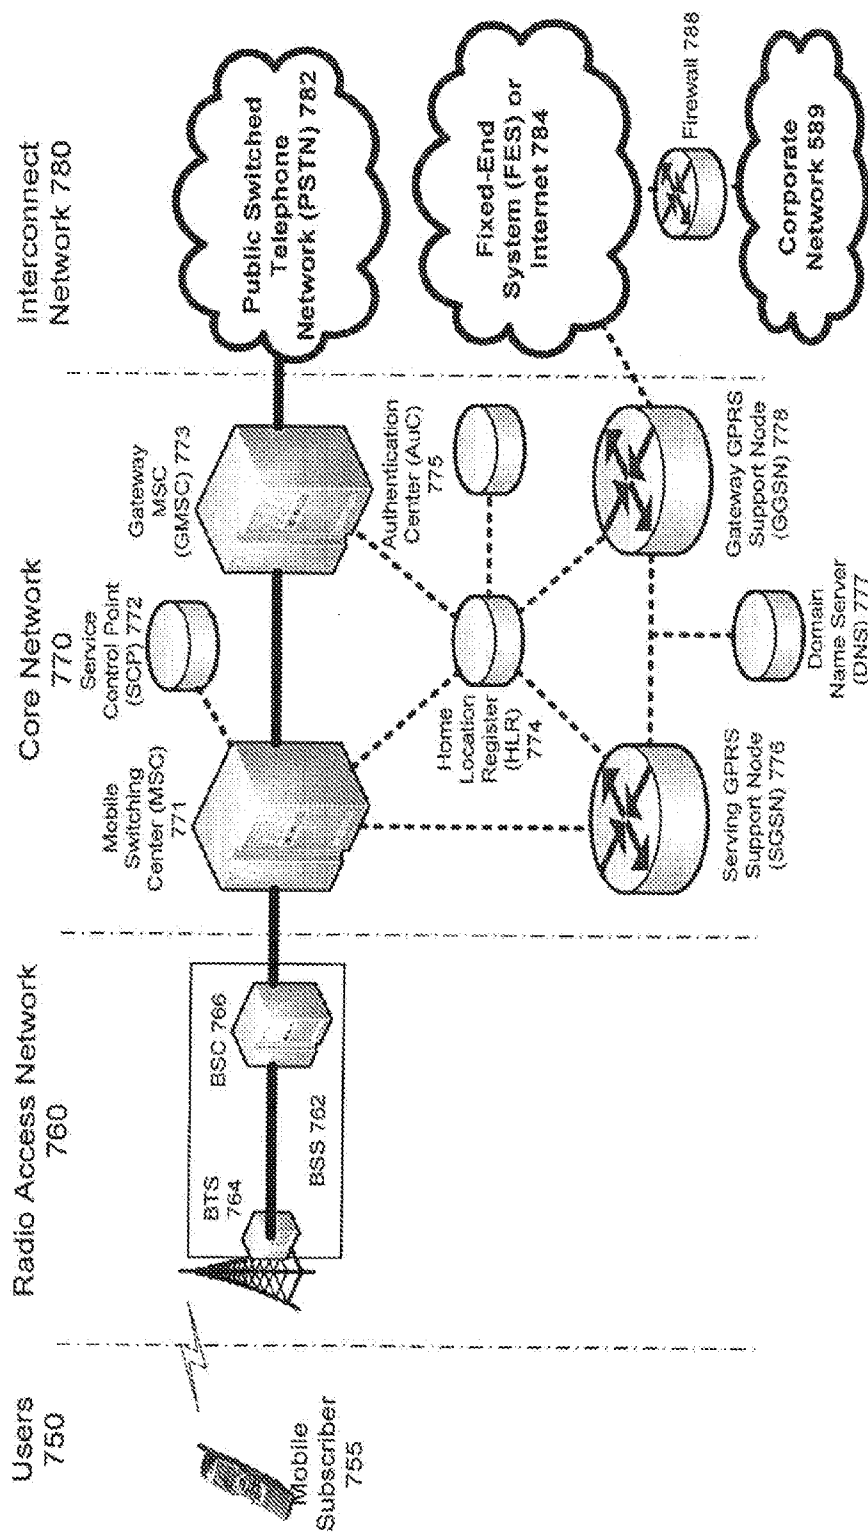 Users
750
Radio Access Network
760
Core Network
770
Interconnect
Network 780
Mobile
Subscriber
755
BTS
764
BSC 766
BSS 762
Mobile
Switching
Center (MSC)
771
Service
Control Point
(SCP) 772
Gateway
MSC
(GMSC) 773
Public Switched
Telephone
Network (PSTN) 782
Home
Location
Register
(HLR)
774
Authentication
Center (AuC)
775
Fixed-End
System (FES) or
Internet 784
Firewall 788
Serving GPRS
Support Node
(SGSN) 776
Domain
Name Server
(DNS) 777
Gateway GPRS
Support Node
(GGSN) 778
Corporate
Network 589